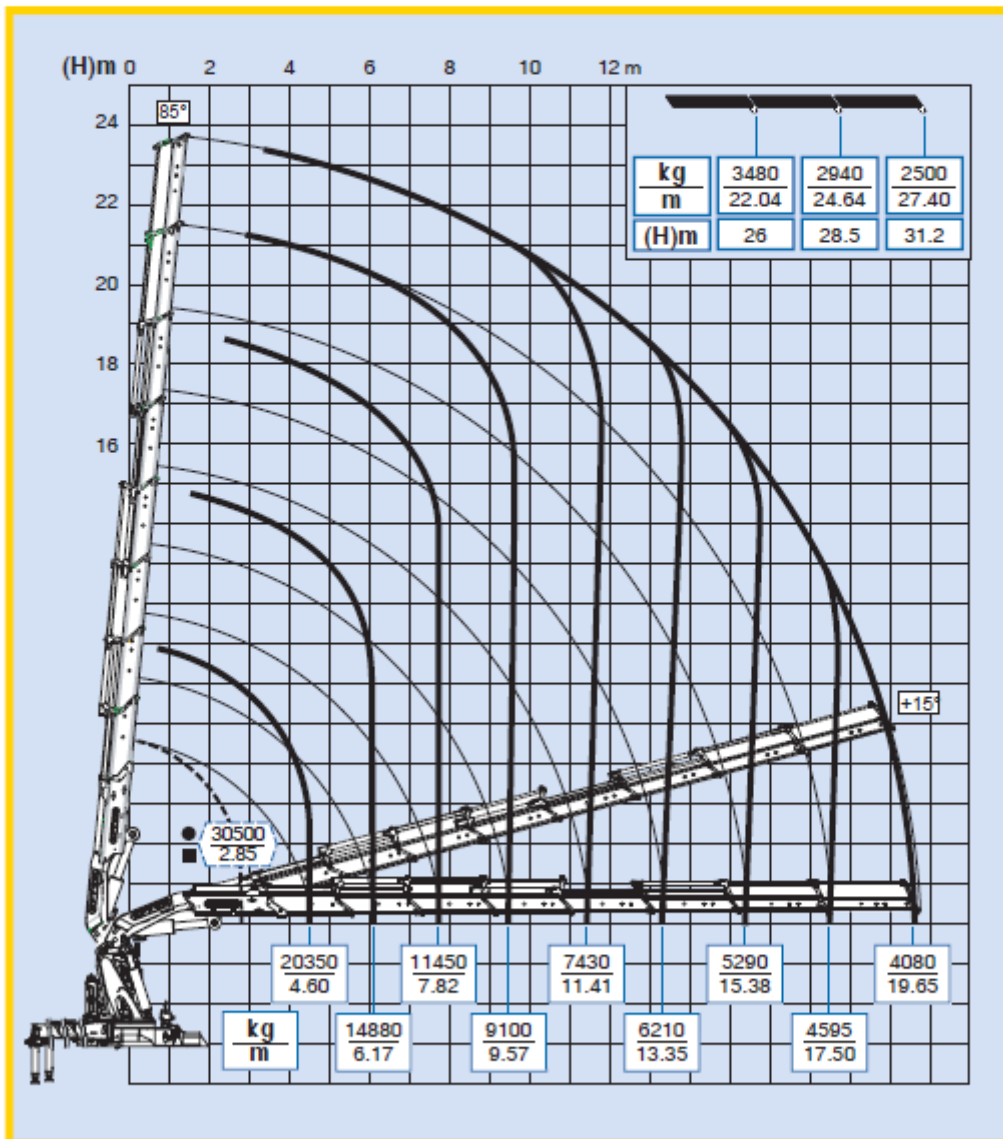 (H)m 0 2 4 6 8 10 12 m
85°
24
22
20
18
16
kg 3480 2940 2500
m 22.04 24.64 27.40
(H)m 26 28.5 31.2
+15°
30500
2.85
20350 11450 7430 5290 4080
4.60 7.82 11.41 15.38 19.65
kg 14880 9100 6210 4595
m 6.17 9.57 13.35 17.50